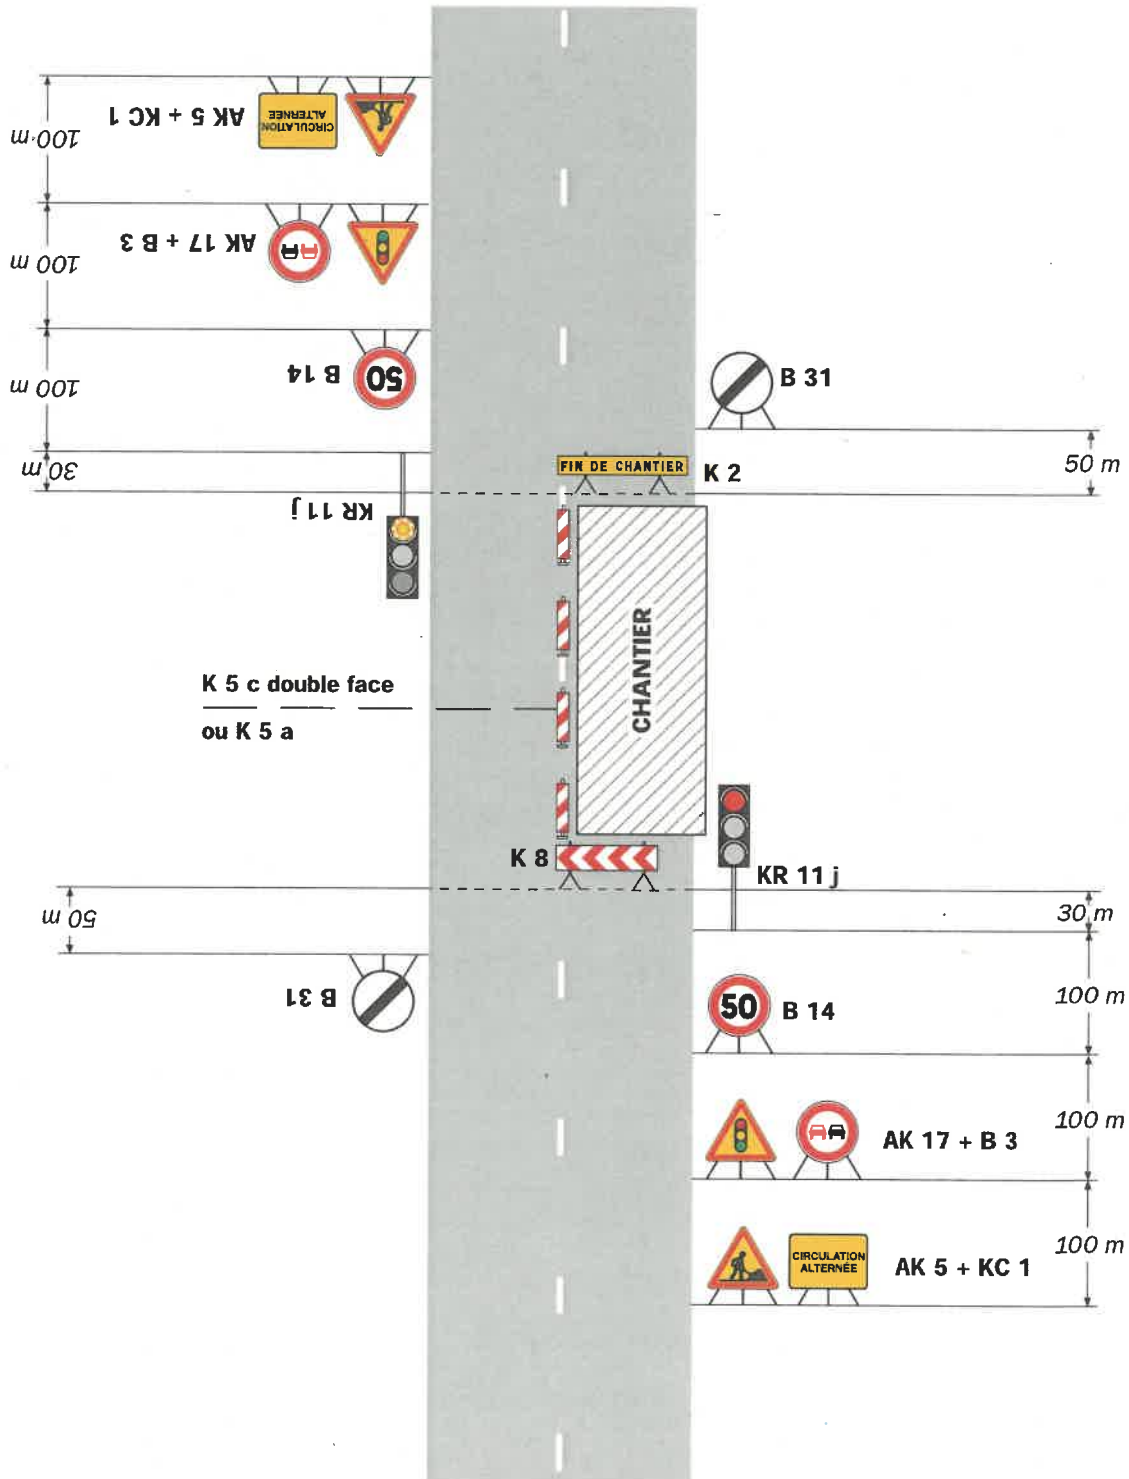 AK 5 + KC 1
CIRCULATION
ALTERNÉE
100 m
AK 17 + B 3
100 m
B 14
50
100 m
B 31
30 m
50 m
FIN DE CHANTIER
K 2
KR 11 j
CHANTIER
K 5 c double face
ou K 5 a
K 8
KR 11 j
50 m
30 m
B 31
50
B 14
100 m
AK 17 + B 3
100 m
CIRCULATION
ALTERNÉE
AK 5 + KC 1
100 m